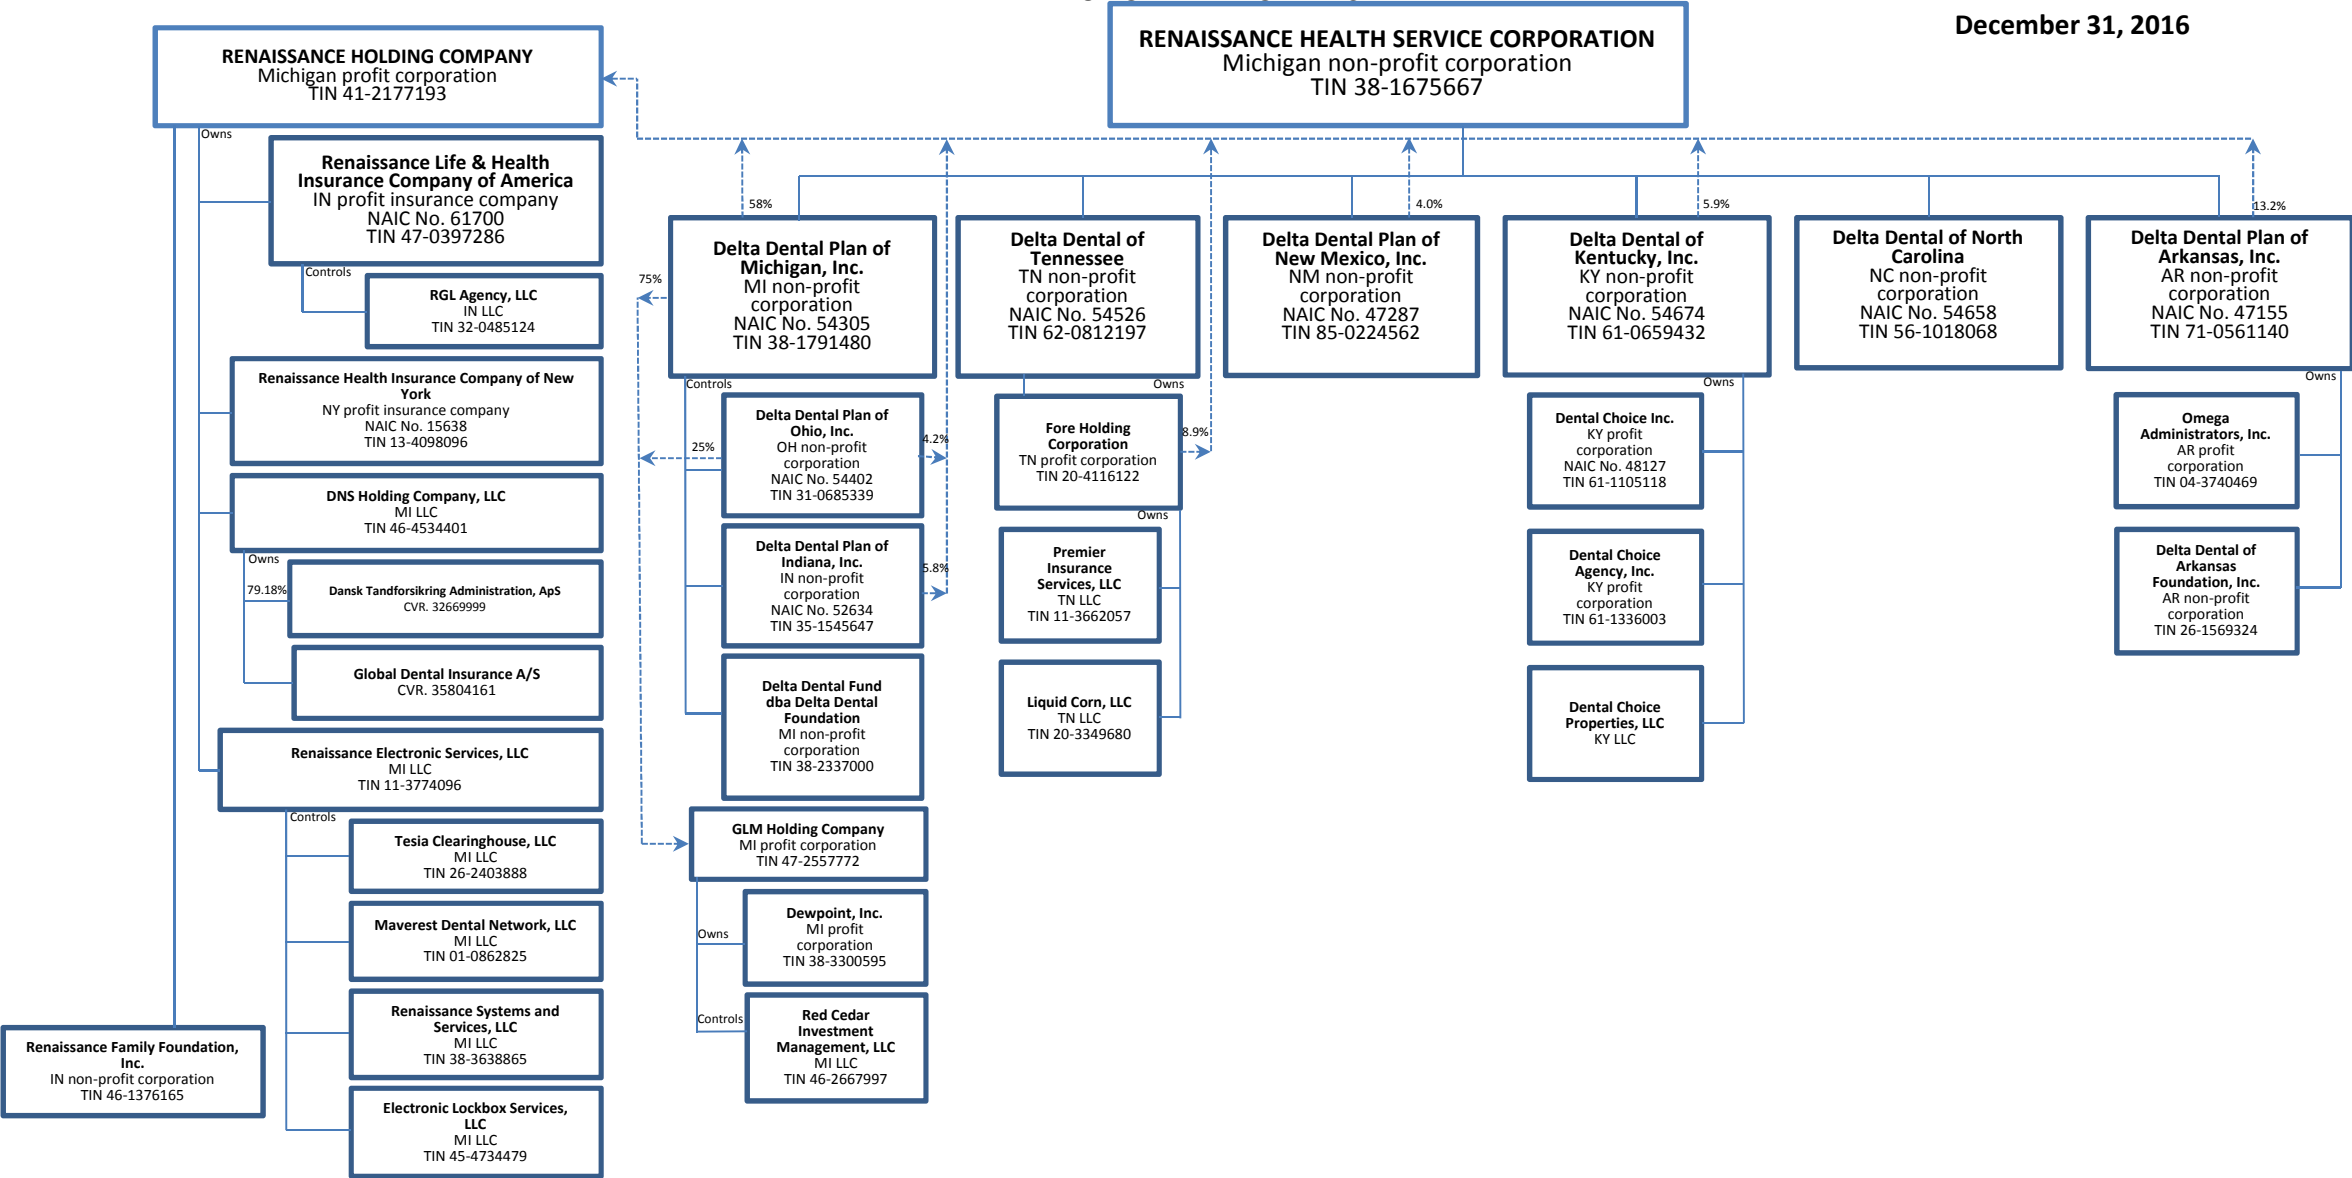 December 31, 2016
RENAISSANCE HOLDING COMPANY
Michigan profit corporation
TIN 41-2177193
RENAISSANCE HEALTH SERVICE CORPORATION
Michigan non-profit corporation
TIN 38-1675667
Owns
Renaissance Life & Health
Insurance Company of America
IN profit insurance company
NAIC No. 61700
TIN 47-0397286
Controls
RGL Agency, LLC
IN LLC
TIN 32-0485124
Renaissance Health Insurance Company of New
York
NY profit insurance company
NAIC No. 15638
TIN 13-4098096
DNS Holding Company, LLC
MI LLC
TIN 46-4534401
Owns
79.18%
Dansk Tandforsikring Administration, ApS
CVR. 32669999
Global Dental Insurance A/S
CVR. 35804161
Renaissance Electronic Services, LLC
MI LLC
TIN 11-3774096
Controls
Tesia Clearinghouse, LLC
MI LLC
TIN 26-2403888
Maverest Dental Network, LLC
MI LLC
TIN 01-0862825
Renaissance Systems and
Services, LLC
MI LLC
TIN 38-3638865
Electronic Lockbox Services,
LLC
MI LLC
TIN 45-4734479
Renaissance Family Foundation,
Inc.
IN non-profit corporation
TIN 46-1376165
58%
75%
Delta Dental Plan of
Michigan, Inc.
MI non-profit
corporation
NAIC No. 54305
TIN 38-1791480
Controls
25%
Delta Dental Plan of
Ohio, Inc.
OH non-profit
corporation
NAIC No. 54402
TIN 31-0685339
4.2%
Delta Dental Plan of
Indiana, Inc.
IN non-profit
corporation
NAIC No. 52634
TIN 35-1545647
5.8%
Delta Dental Fund
dba Delta Dental
Foundation
MI non-profit
corporation
TIN 38-2337000
GLM Holding Company
MI profit corporation
TIN 47-2557772
Owns
Dewpoint, Inc.
MI profit
corporation
TIN 38-3300595
Controls
Red Cedar
Investment
Management, LLC
MI LLC
TIN 46-2667997
Delta Dental of
Tennessee
TN non-profit
corporation
NAIC No. 54526
TIN 62-0812197
Owns
Fore Holding
Corporation
TN profit corporation
TIN 20-4116122
8.9%
Owns
Premier
Insurance
Services, LLC
TN LLC
TIN 11-3662057
Liquid Corn, LLC
TN LLC
TIN 20-3349680
4.0%
Delta Dental Plan of
New Mexico, Inc.
NM non-profit
corporation
NAIC No. 47287
TIN 85-0224562
5.9%
Delta Dental of
Kentucky, Inc.
KY non-profit
corporation
NAIC No. 54674
TIN 61-0659432
Owns
Dental Choice Inc.
KY profit
corporation
NAIC No. 48127
TIN 61-1105118
Dental Choice
Agency, Inc.
KY profit
corporation
TIN 61-1336003
Dental Choice
Properties, LLC
KY LLC
Delta Dental of North
Carolina
NC non-profit
corporation
NAIC No. 54658
TIN 56-1018068
13.2%
Delta Dental Plan of
Arkansas, Inc.
AR non-profit
corporation
NAIC No. 47155
TIN 71-0561140
Owns
Omega
Administrators, Inc.
AR profit
corporation
TIN 04-3740469
Delta Dental of
Arkansas
Foundation, Inc.
AR non-profit
corporation
TIN 26-1569324